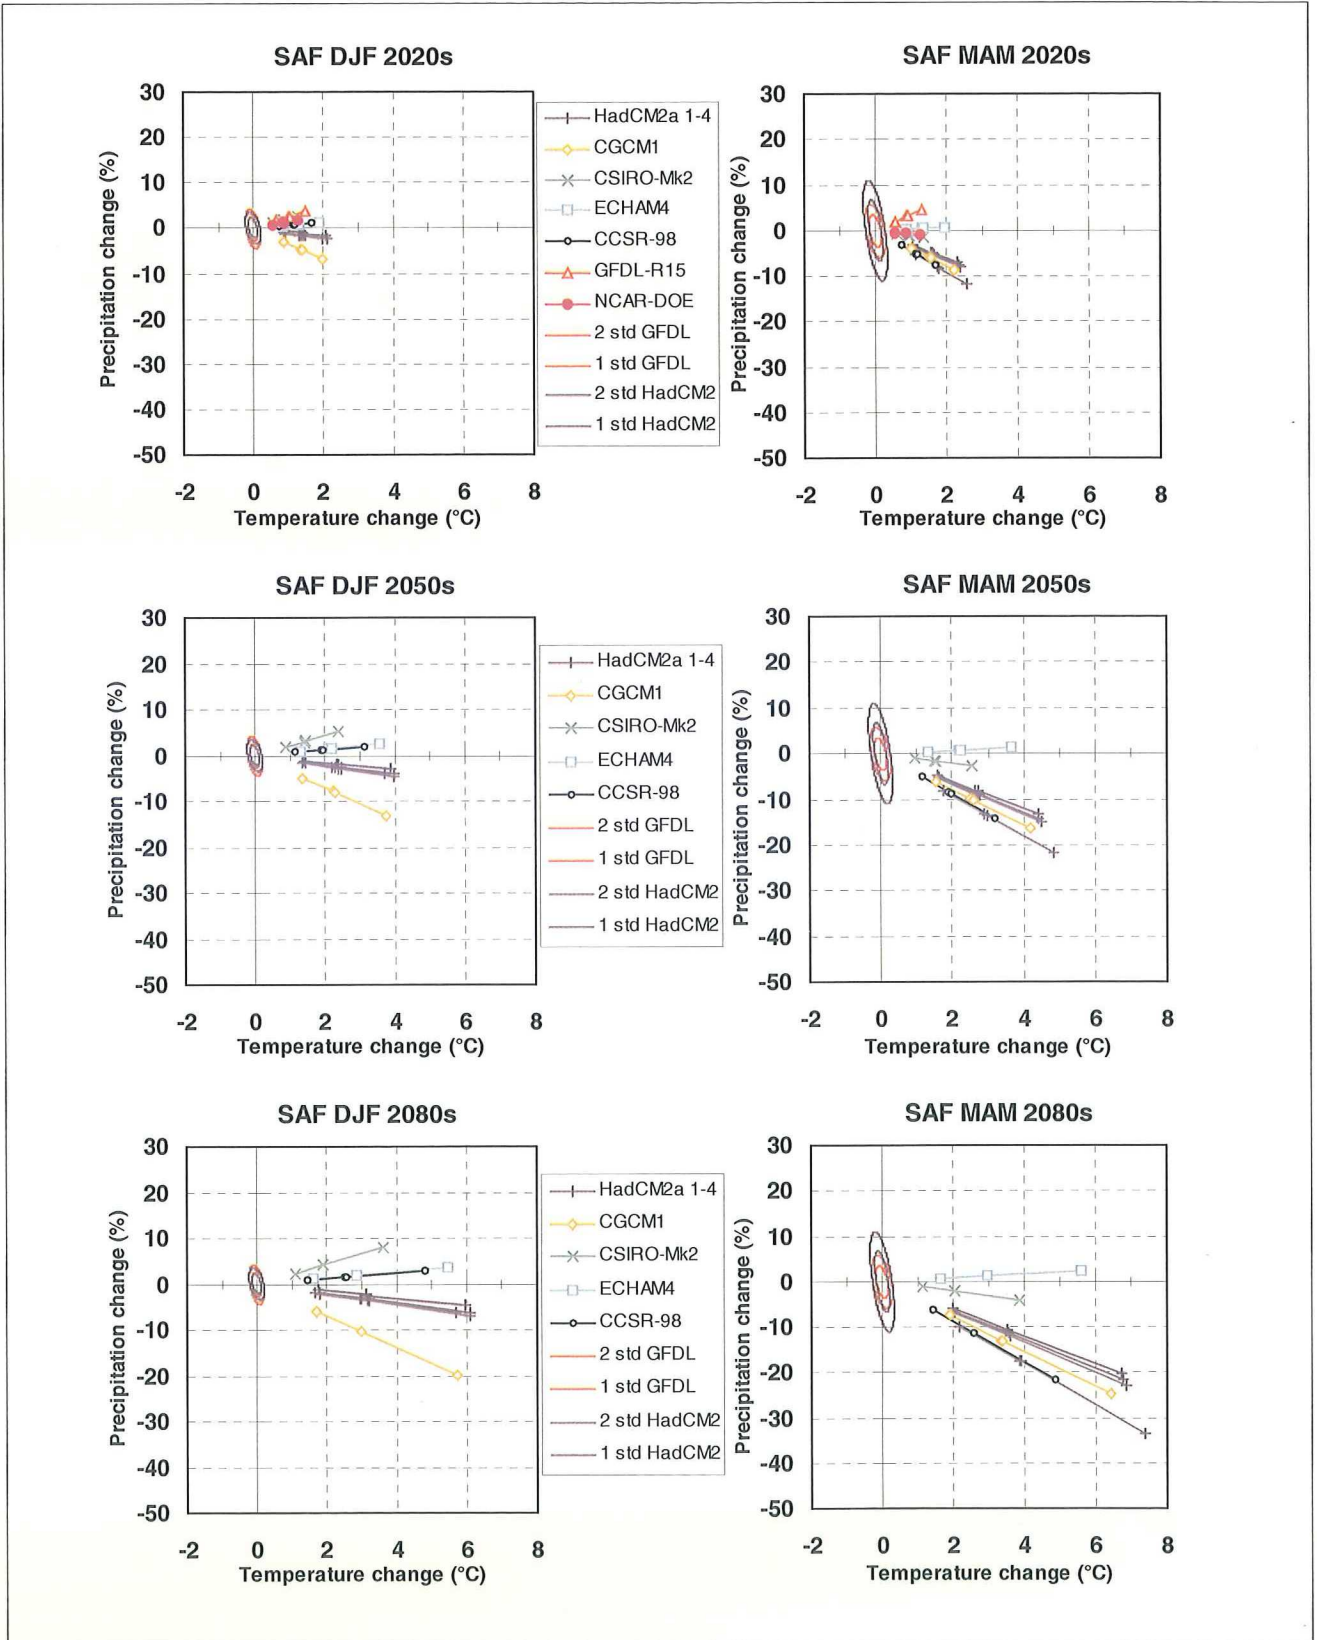 SAF DJF 2020s
30
20
10
0
-10
-20
-30
-40
-50
Precipitation change (%)
-2 0 2 4 6 8
Temperature change (°C)
HadCM2a 1-4
CGCM1
CSIRO-Mk2
ECHAM4
CCSR-98
GFDL-R15
NCAR-DOE
2 std GFDL
1 std GFDL
2 std HadCM2
1 std HadCM2
SAF MAM 2020s
30
20
10
0
-10
-20
-30
-40
-50
Precipitation change (%)
-2 0 2 4 6 8
Temperature change (°C)
SAF DJF 2050s
30
20
10
0
-10
-20
-30
-40
-50
Precipitation change (%)
-2 0 2 4 6 8
Temperature change (°C)
HadCM2a 1-4
CGCM1
CSIRO-Mk2
ECHAM4
CCSR-98
2 std GFDL
1 std GFDL
2 std HadCM2
1 std HadCM2
SAF MAM 2050s
30
20
10
0
-10
-20
-30
-40
-50
Precipitation change (%)
-2 0 2 4 6 8
Temperature change (°C)
SAF DJF 2080s
30
20
10
0
-10
-20
-30
-40
-50
Precipitation change (%)
-2 0 2 4 6 8
Temperature change (°C)
HadCM2a 1-4
CGCM1
CSIRO-Mk2
ECHAM4
CCSR-98
2 std GFDL
1 std GFDL
2 std HadCM2
1 std HadCM2
SAF MAM 2080s
30
20
10
0
-10
-20
-30
-40
-50
Precipitation change (%)
-2 0 2 4 6 8
Temperature change (°C)